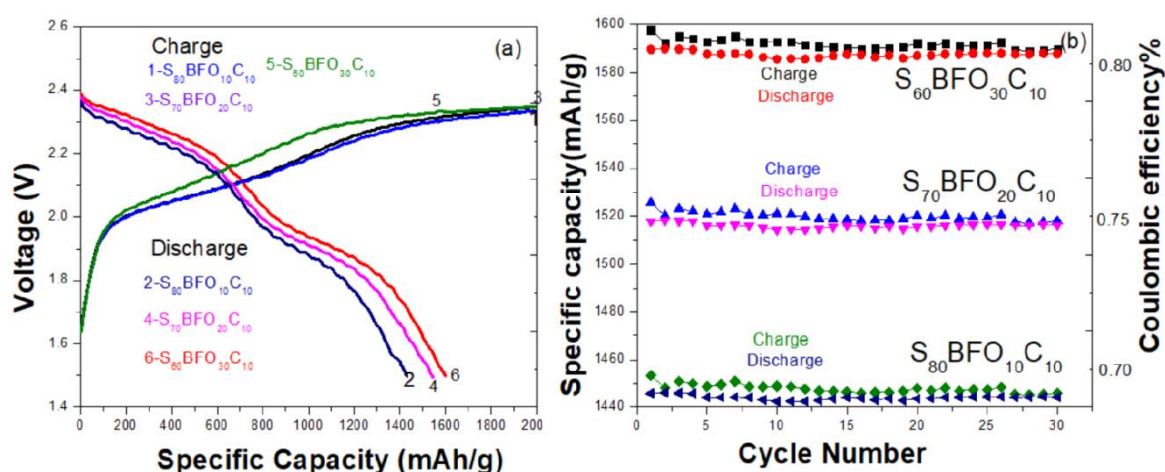 (a)
Charge
1-S80BFO10C10
5-S60BFO30C10
3-S70BFO20C10
5
3
1
Discharge
2-S80BFO10C10
4-S70BFO20C10
6-S60BFO30C10
2
4
6
2.6
2.4
2.2
2.0
1.8
1.6
1.4
Voltage (V)
0 200 400 600 800 1000 1200 1400 1600 1800 200
Specific Capacity (mAh/g)
(b)
Charge
Discharge
S60BFO30C10
Charge
Discharge
S70BFO20C10
Charge
Discharge
S80BFO10C10
1600
1580
1560
1540
1520
1500
1480
1460
1440
Specific capacity(mAh/g)
0 5 10 15 20 25 30
Cycle Number
0.80
0.75
0.70
Coulombic efficiency%